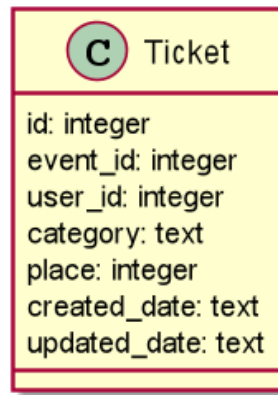 C Ticket
id: integer
event_id: integer
user_id: integer
category: text
place: integer
created_date: text
updated_date: text